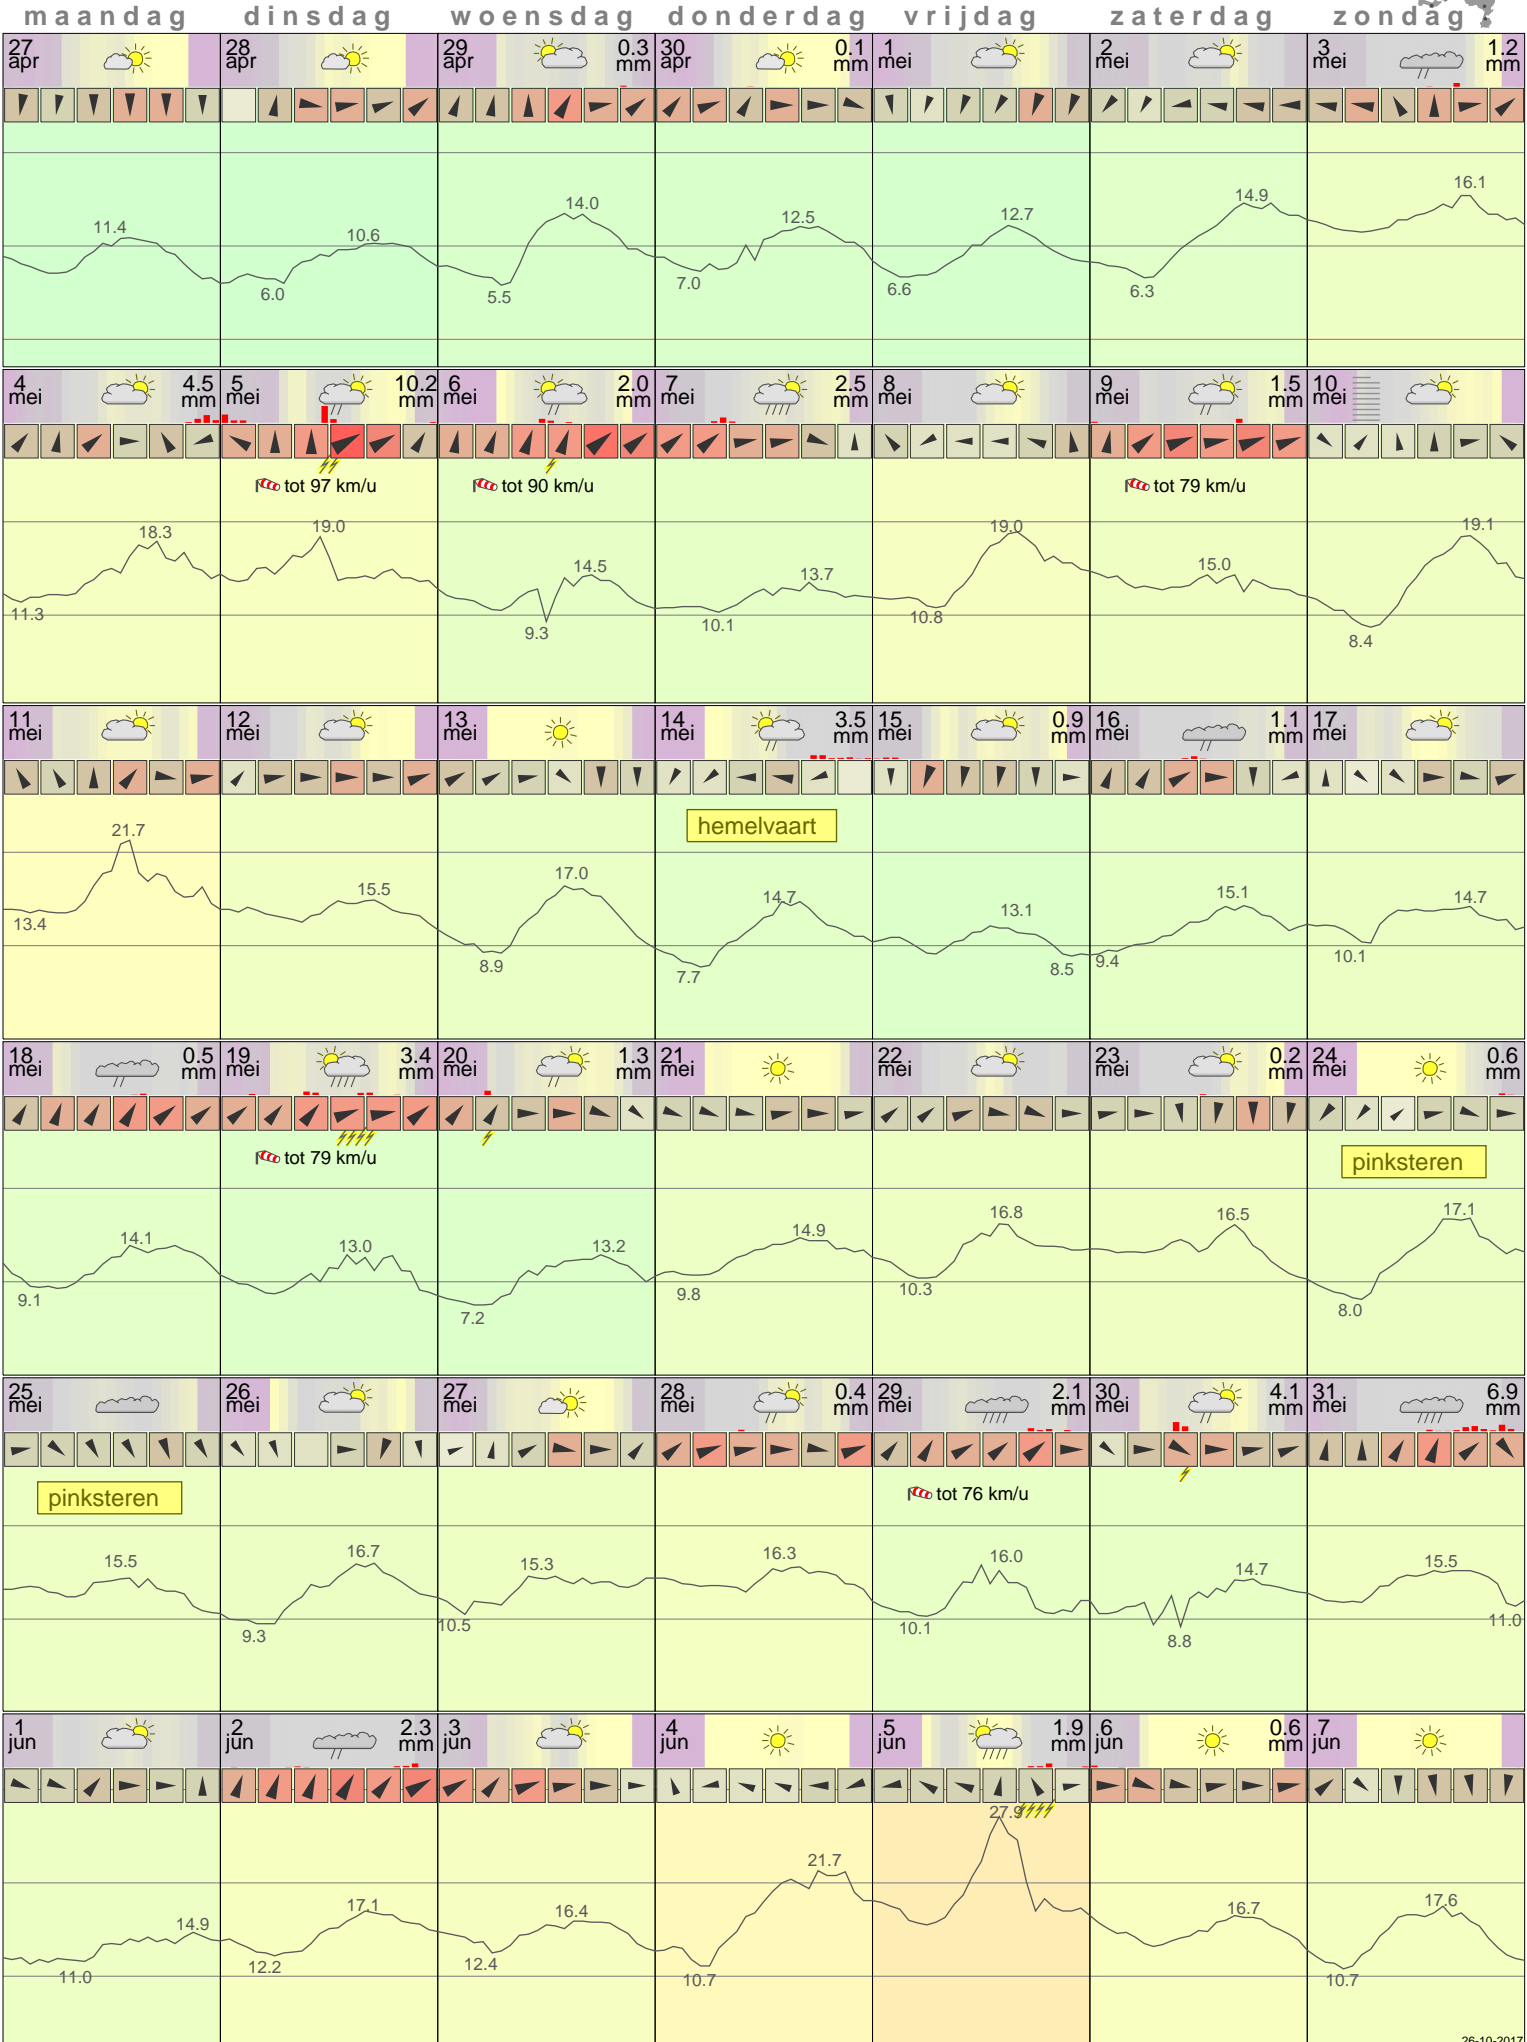 maandag dinsdag woensdag donderdag vrijdag zaterdag zondag
27 28 29 0.3 30 0.1 1 2 3 1.2
apr apr apr mm apr mm mei mei mei mm
11.4 10.6 14.0 12.5 12.7 14.9 16.1
6.0 5.5 7.0 6.6 6.3
4 4.5 5 10.2 6 2.0 7 2.5 8 9 1.5 10
mei mm mei mm mei mm mei mm mei mei mm mei
tot 97 km/u tot 90 km/u tot 79 km/u
18.3 19.0 14.5 13.7 19.0 15.0 19.1
11.3 9.3 10.1 10.8 8.4
11 12 13 14 3.5 15 0.9 16 1.1 17
mei mei mei mei mm mei mm mei mm mei
hemelvaart
21.7 15.5 17.0 14.7 13.1 15.1 14.7
13.4 8.9 7.7 8.5 9.4 10.1
18 0.5 19 3.4 20 1.3 21 22 23 0.2 24 0.6
mei mm mei mm mei mm mei mei mei mm mei mm
tot 79 km/u pinksteren
14.1 13.0 13.2 14.9 16.8 16.5 17.1
9.1 7.2 9.8 10.3 8.0
25 26 27 28 0.4 29 2.1 30 4.1 31 6.9
mei mei mei mei mm mei mm mei mm mei mm
pinksteren tot 76 km/u
15.5 16.7 15.3 16.3 16.0 14.7 15.5
9.3 10.5 10.1 8.8 11.0
1 2 2.3 3 4 5 1.9 6 0.6 7
jun jun mm jun jun jun mm jun mm jun
14.9 17.1 16.4 21.7 27.9 16.7 17.6
11.0 12.2 12.4 10.7 10.7
26-10-2017